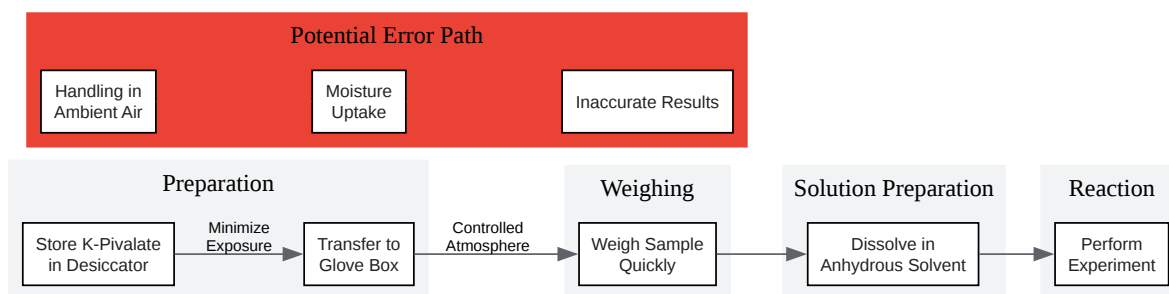 Potential Error Path
Handling in
Ambient Air
Moisture
Uptake
Inaccurate Results
Preparation
Store K-Pivalate
in Desiccator
Minimize
Exposure
Transfer to
Glove Box
Controlled
Atmosphere
Weighing
Weigh Sample
Quickly
Solution Preparation
Dissolve in
Anhydrous Solvent
Reaction
Perform
Experiment